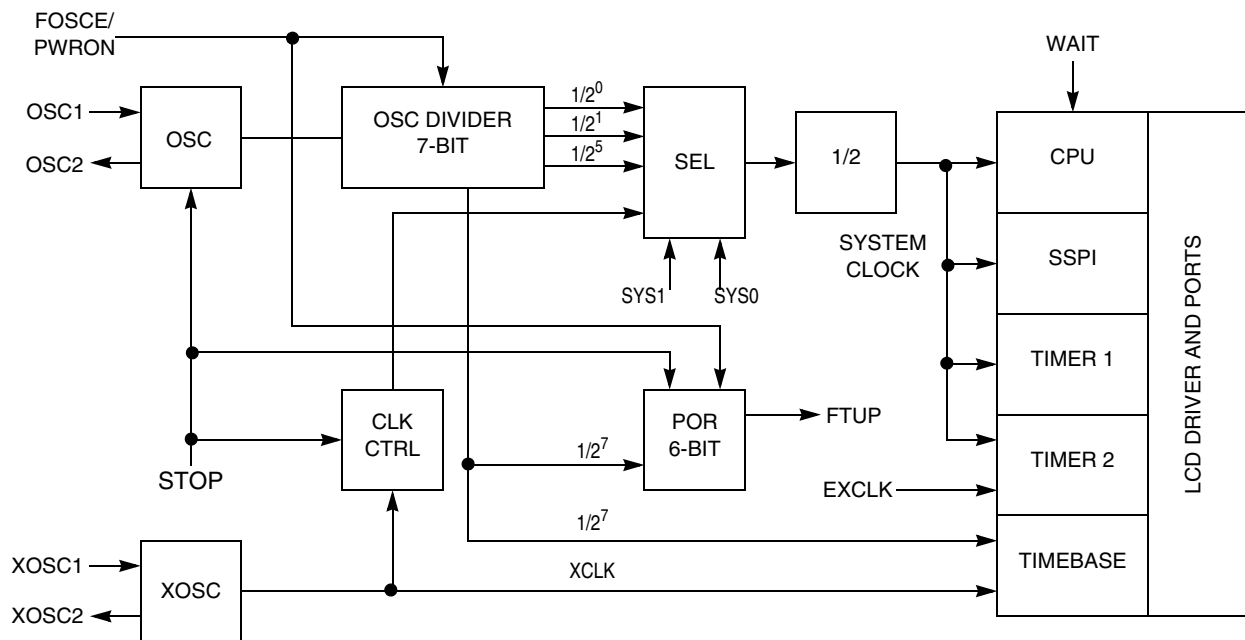 FOSCE/
PWRON
WAIT
OSC1
OSC2
OSC
OSC DIVIDER
7-BIT
1/2⁰
1/2¹
1/2⁵
SEL
1/2
CPU
SYSTEM
CLOCK
SSPI
SYS1
SYS0
TIMER 1
CLK
CTRL
POR
6-BIT
FTUP
TIMER 2
1/2⁷
STOP
EXCLK
1/2⁷
TIMEBASE
XOSC1
XOSC2
XOSC
XCLK
LCD DRIVER AND PORTS